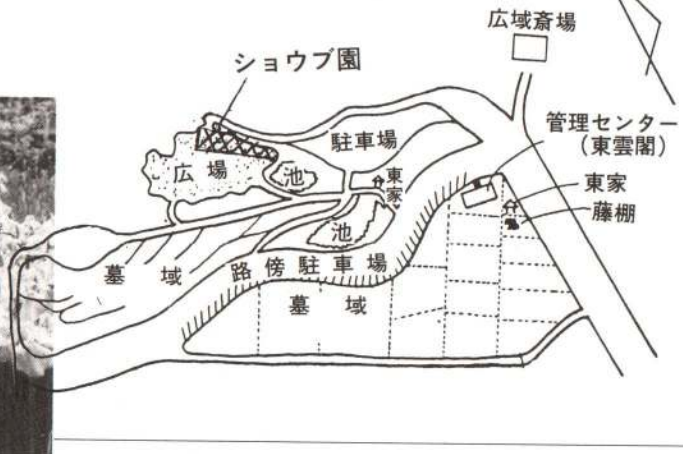 広域斎場
ショウブ園
駐車場
管理センター
(東雲閣)
広場
池
東家
東家
藤棚
池
墓域
路傍駐車場
墓域